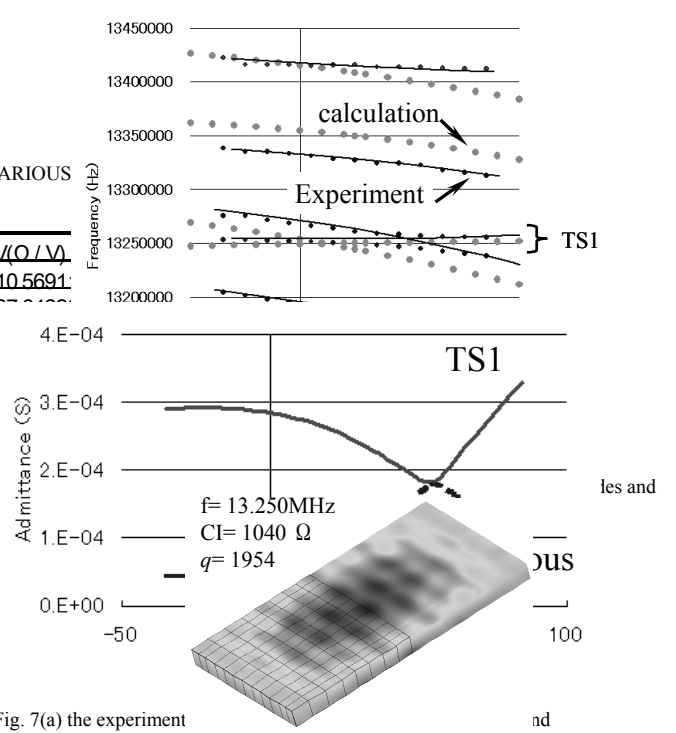 13450000
13400000
calculation
13350000
ARIOUS
Frequency (Hz)
13300000
Experiment
/(O / V)
TS1
13250000
10.5691
13200000
4.E-04
TS1
3.E-04
Admittance (S)
2.E-04
les and
f= 13.250MHz
CI= 1040 Ω
1.E-04
q= 1954
ous
0.E+00
-50
100
Fig. 7(a) the experiment
nd